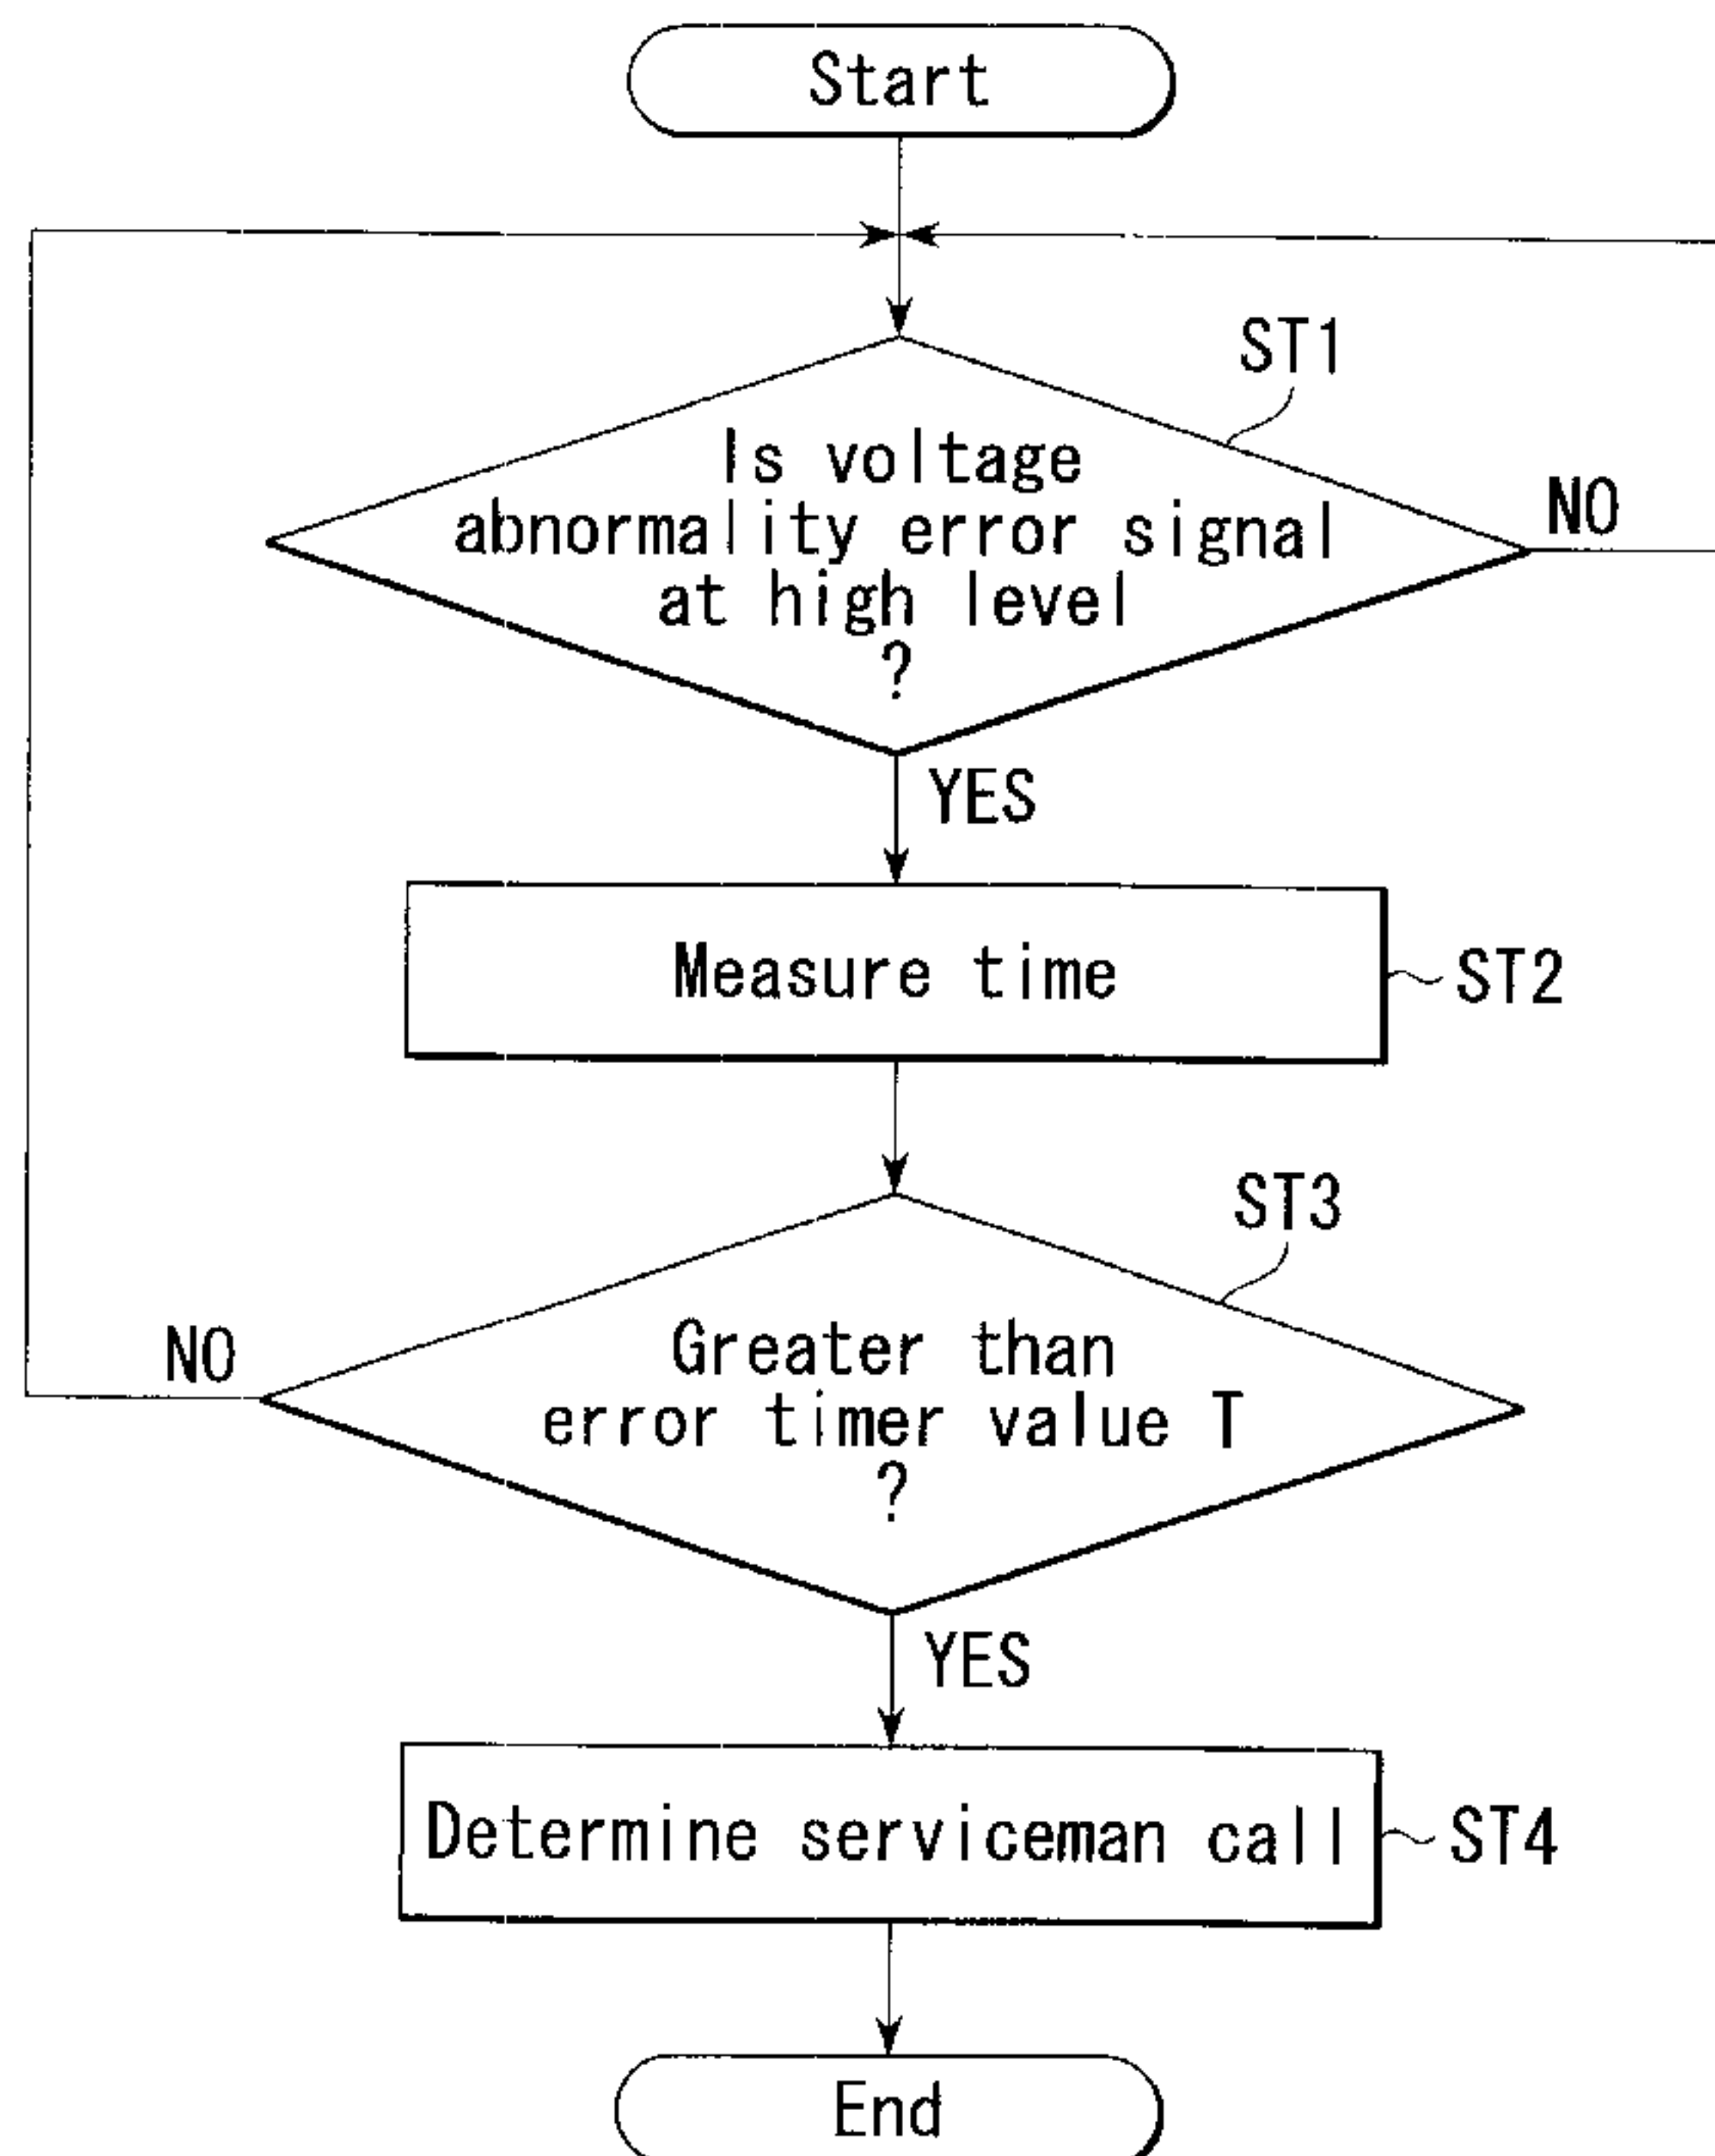 Start
ST1
Is voltage
abnormality error signal
at high level
?
NO
YES
Measure time
ST2
ST3
Greater than
error timer value T
?
NO
YES
Determine serviceman call
ST4
End